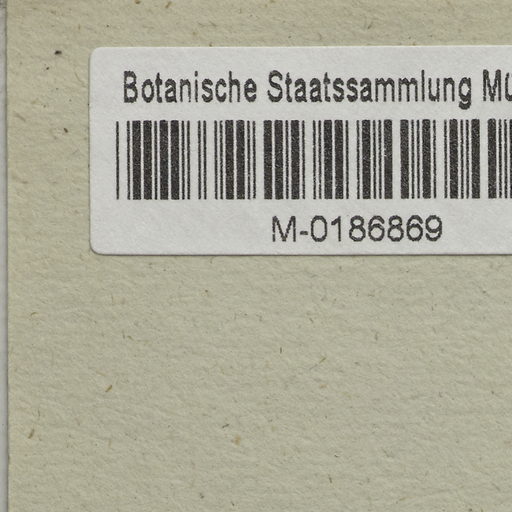 Botanische Staatssammlung Mü
M-0186869